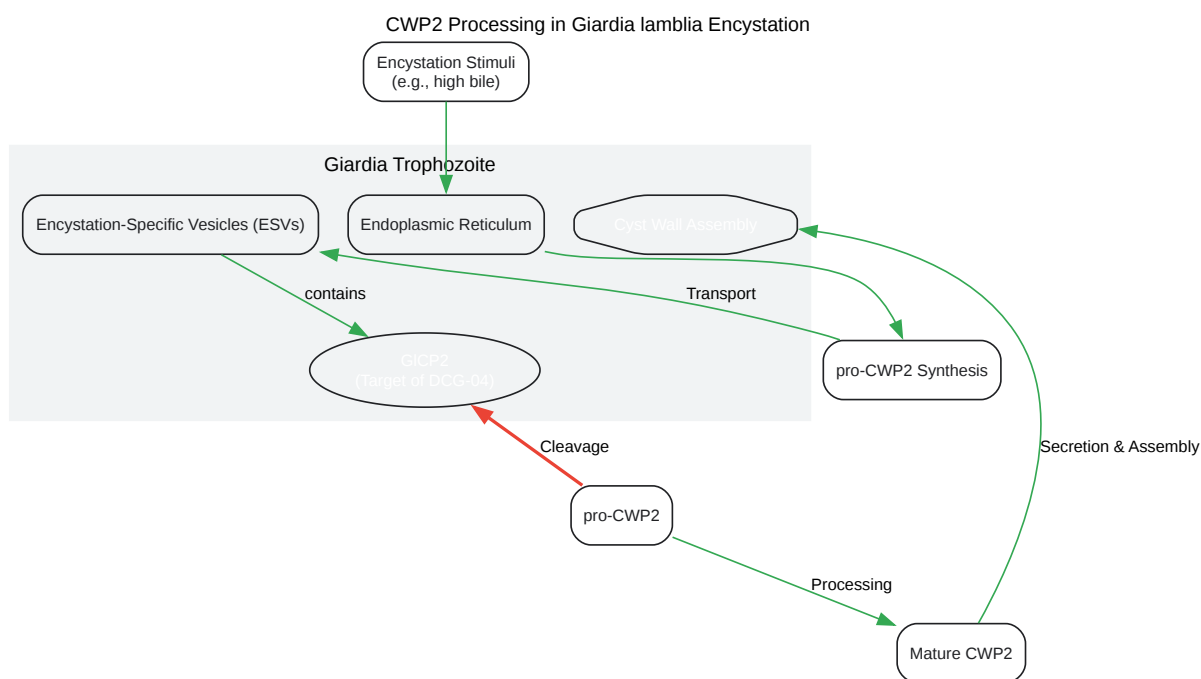 CWP2 Processing in Giardia lamblia Encystation
Encystation Stimuli
(e.g., high bile)
Giardia Trophozoite
Encystation-Specific Vesicles (ESVs)
Endoplasmic Reticulum
Cyst Wall Assembly
contains
Transport
GlCP2
(Target of DCG-04)
pro-CWP2 Synthesis
Cleavage
Secretion & Assembly
pro-CWP2
Processing
Mature CWP2